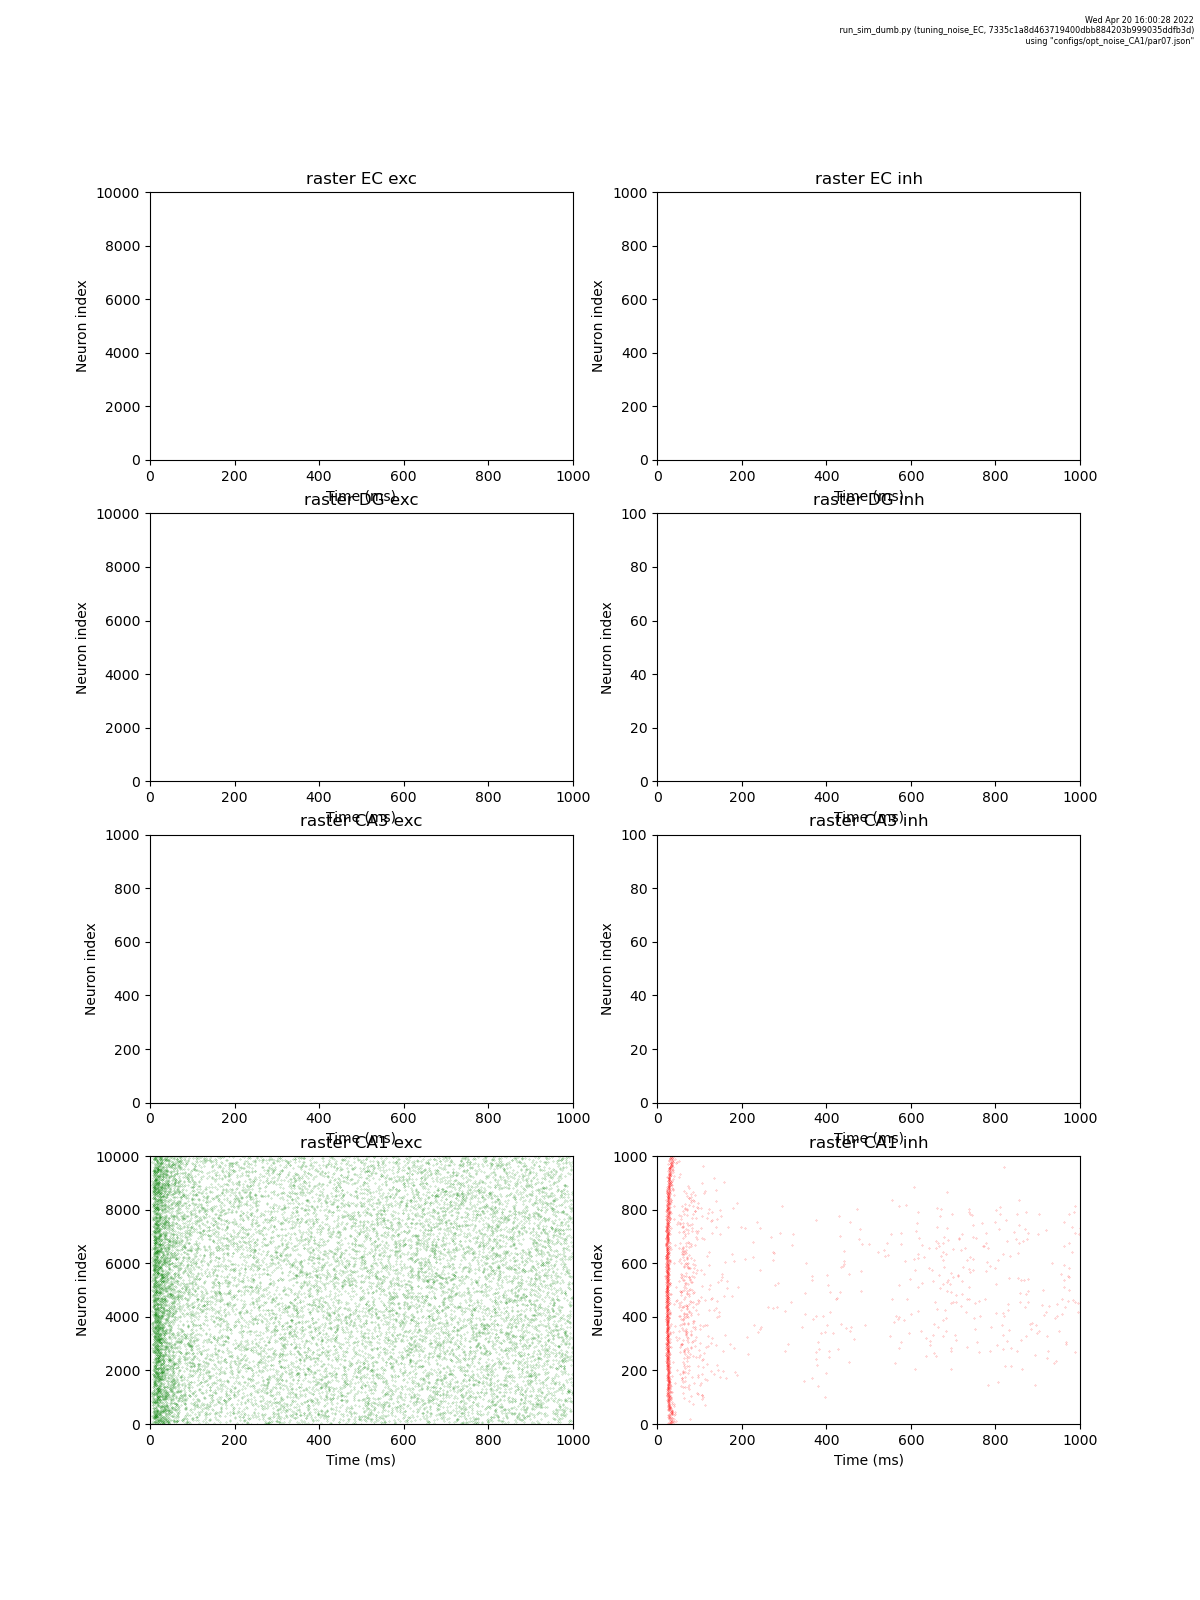 Wed Apr 20 16:00:28 2022
run_sim_dumb.py (tuning_noise_EC, 7335c1a8d463719400dbb884203b999035ddfb3d)
using "configs/opt_noise_CA1/par07.json"
raster EC exc
10000
8000
6000
4000
2000
0
Neuron index
0 200 400 600 800 1000
Time (ms)
raster EC inh
1000
800
600
400
200
0
Neuron index
0 200 400 600 800 1000
Time (ms)
raster DG exc
10000
8000
6000
4000
2000
0
Neuron index
0 200 400 600 800 1000
Time (ms)
raster DG inh
100
80
60
40
20
0
Neuron index
0 200 400 600 800 1000
Time (ms)
raster CA3 exc
1000
800
600
400
200
0
Neuron index
0 200 400 600 800 1000
Time (ms)
raster CA3 inh
100
80
60
40
20
0
Neuron index
0 200 400 600 800 1000
Time (ms)
raster CA1 exc
10000
8000
6000
4000
2000
0
Neuron index
0 200 400 600 800 1000
Time (ms)
raster CA1 inh
1000
800
600
400
200
0
Neuron index
0 200 400 600 800 1000
Time (ms)